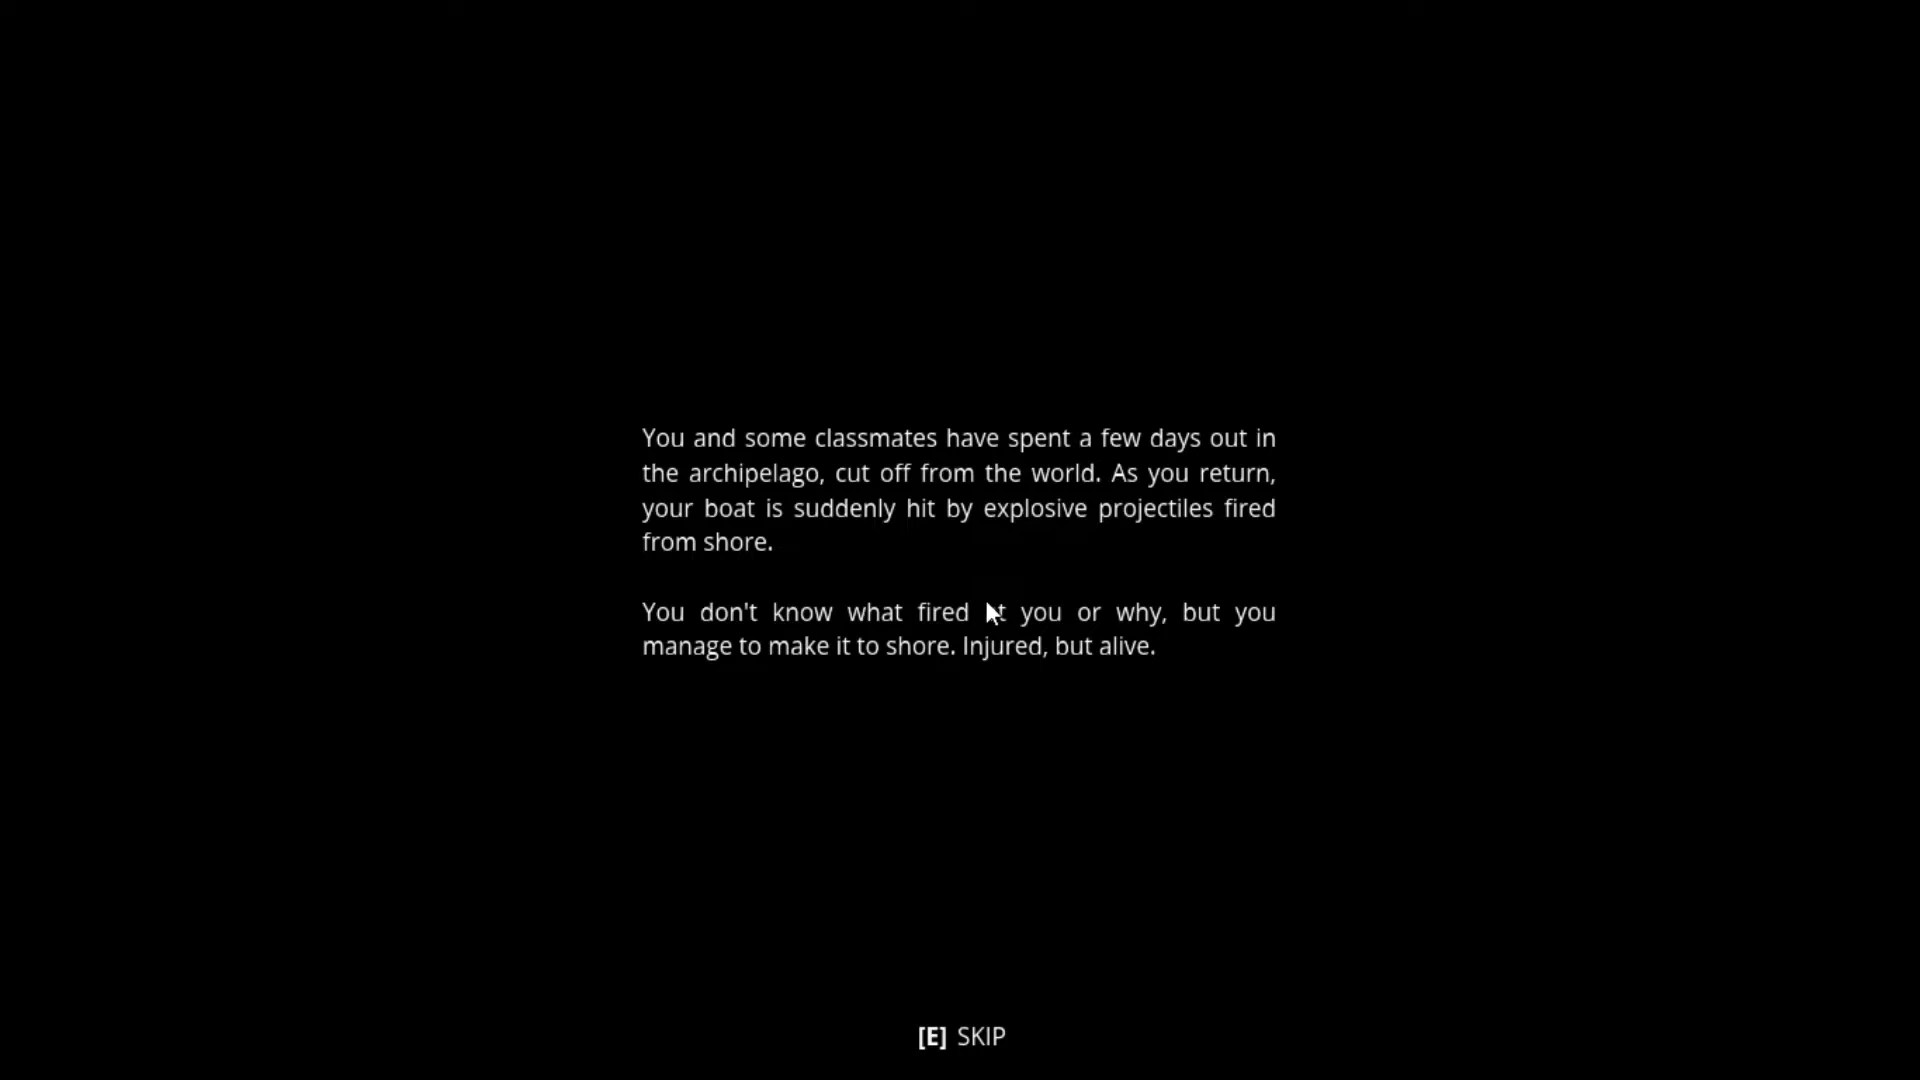 You and some classmates have spent a few days out in
the archipelago, cut off from the world. As you return,
your boat is suddenly hit by explosive projectiles fired
from shore.
You don't know what fired you or why, but you
manage to make it to shore. Injured, but alive.
[E] SKIP